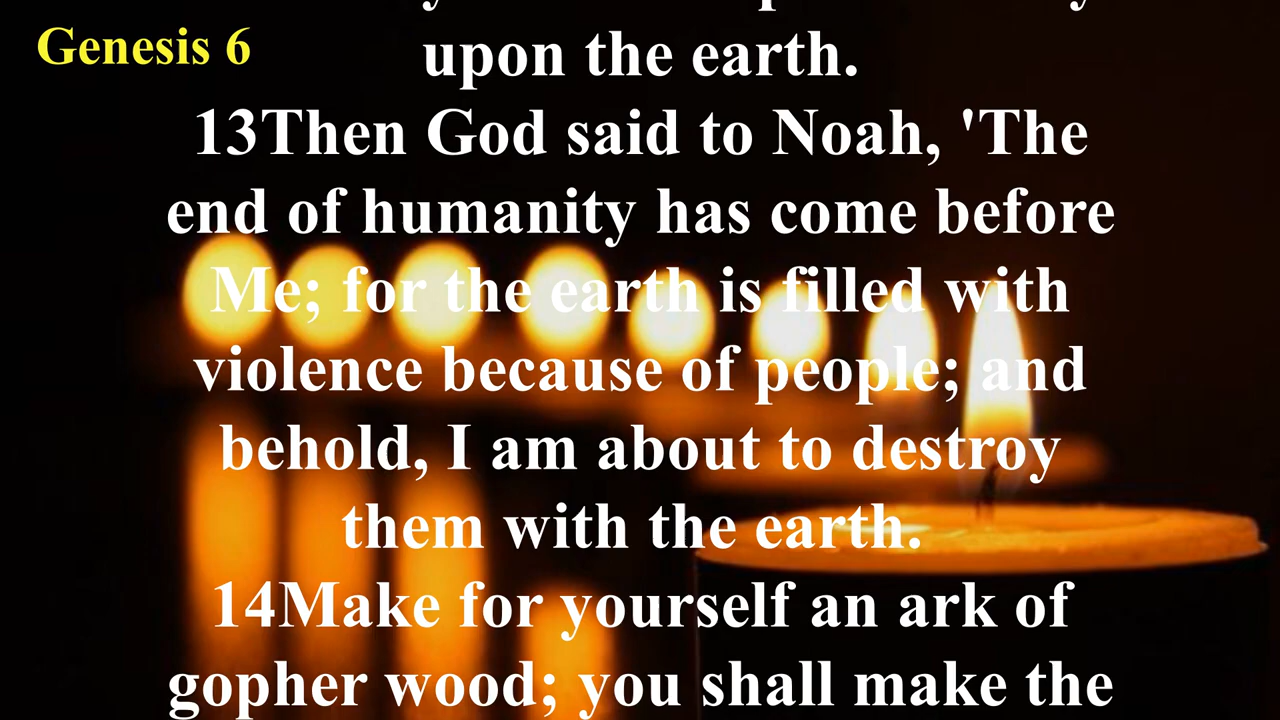 Genesis 6
upon the earth.
13Then God said to Noah, 'The
end of humanity has come before
Me; for the earth is filled with
violence because of people; and
behold, I am about to destroy
them with the earth.
14Make for yourself an ark of
gopher wood; you shall make the